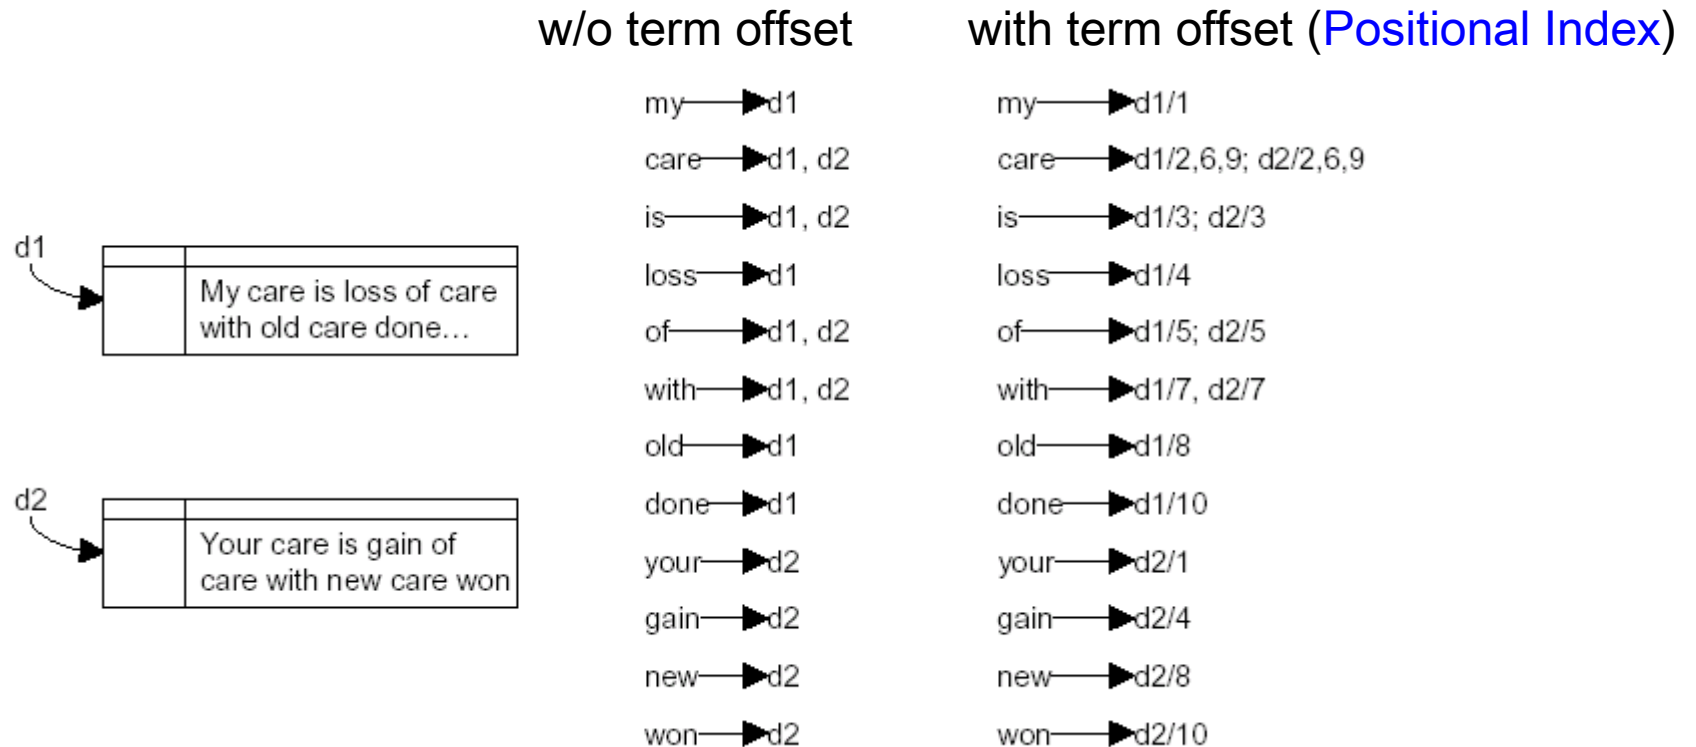 w/o term offset
with term offset (Positional Index)
d1
My care is loss of care
with old care done...
d2
Your care is gain of
care with new care won
my d1
care d1, d2
is d1, d2
loss d1
of d1, d2
with d1, d2
old d1
done d1
your d2
gain d2
new d2
won d2
my d1/1
care d1/2,6,9; d2/2,6,9
is d1/3; d2/3
loss d1/4
of d1/5; d2/5
with d1/7, d2/7
old d1/8
done d1/10
your d2/1
gain d2/4
new d2/8
won d2/10